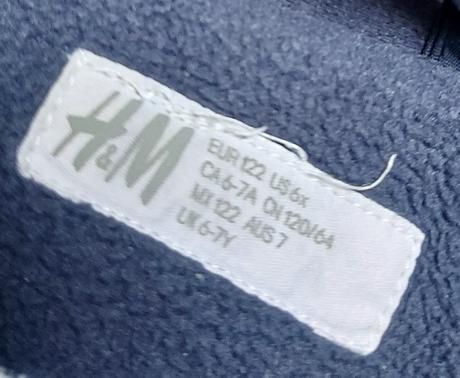 H&M
EUR 122 US 6x
CA 6-7A CN 120/64
MX 122 AUS 7
UK 6-7Y